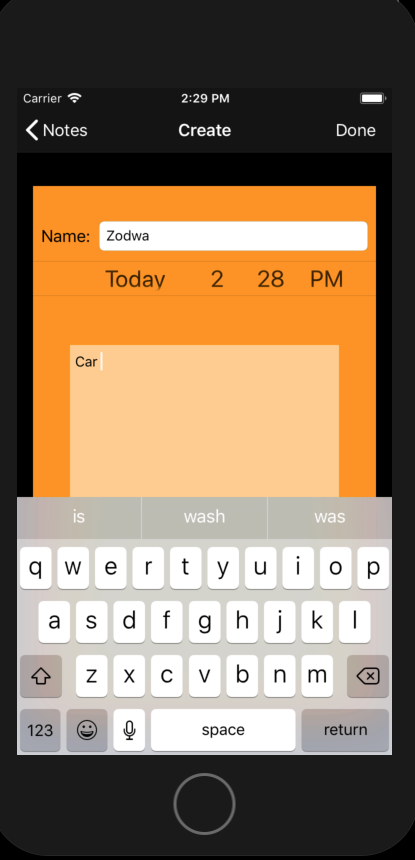 Carrier 2:29 PM
Notes Create Done
Name: Zodwa
Today 2 28 PM
Car
is wash was
q w e r t y u i o p
a s d f g h j k l
z x c v b n m
123 space return